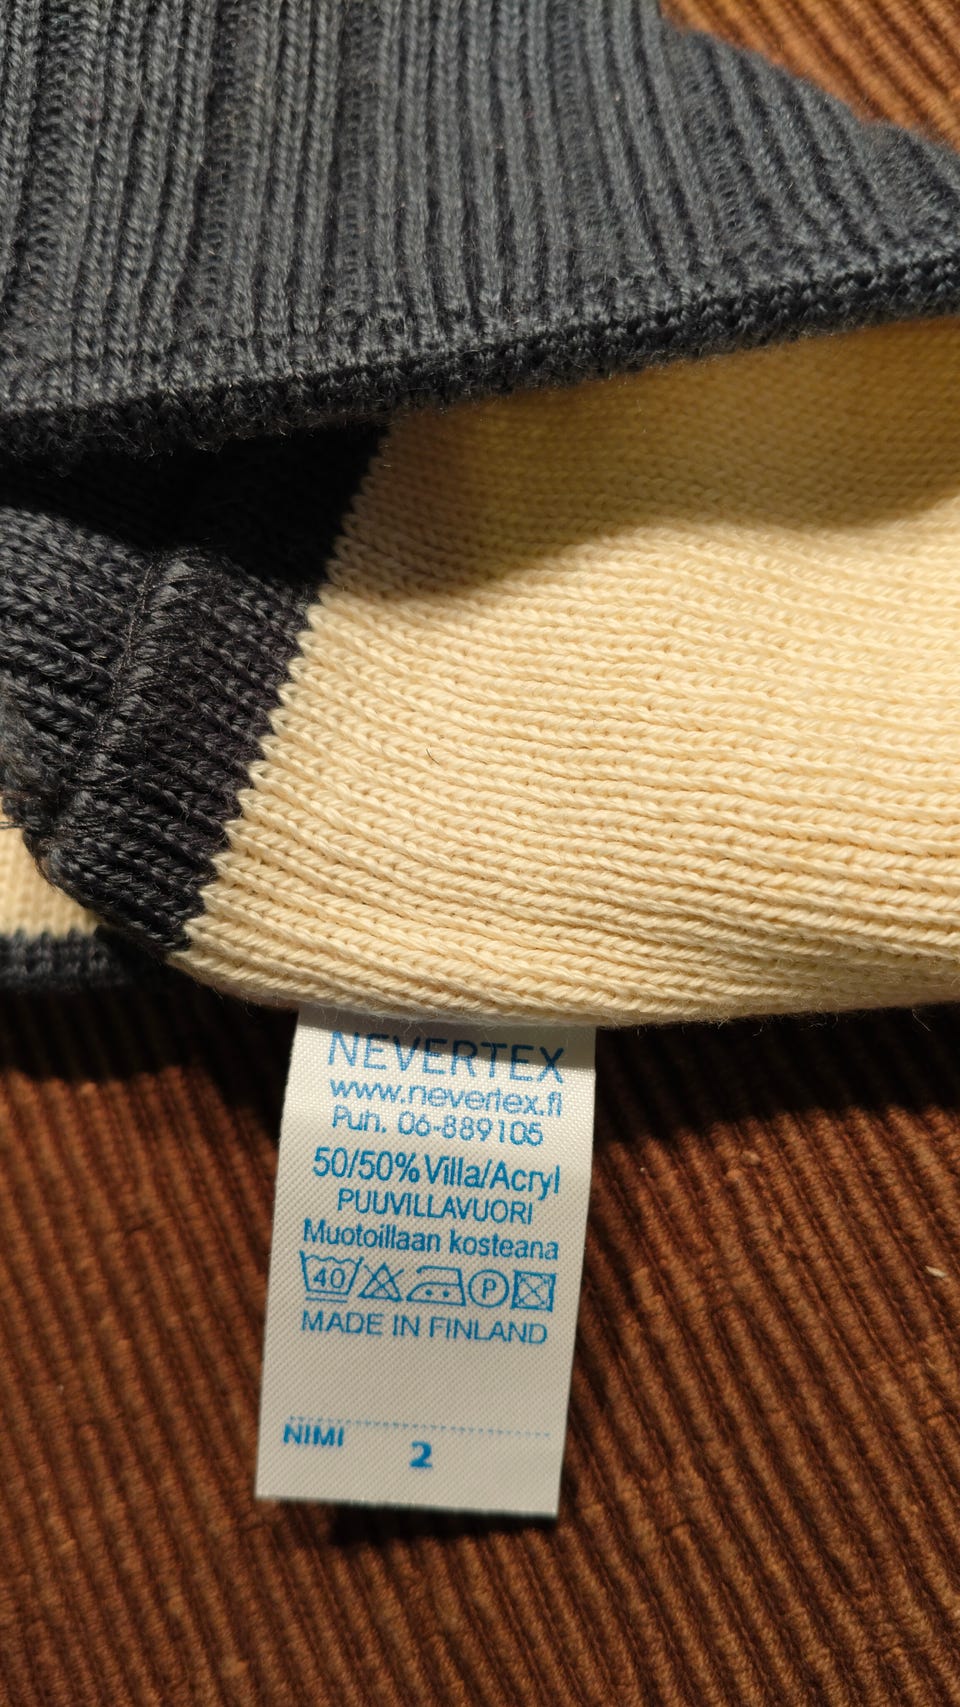 NEVERTEX
www.nevertex.fi
Puh. 06-889105
50/50% Villa/Acryl
PUUVILLAVUORI
Muotoillaan kosteana
40 P
MADE IN FINLAND
NIMI 2